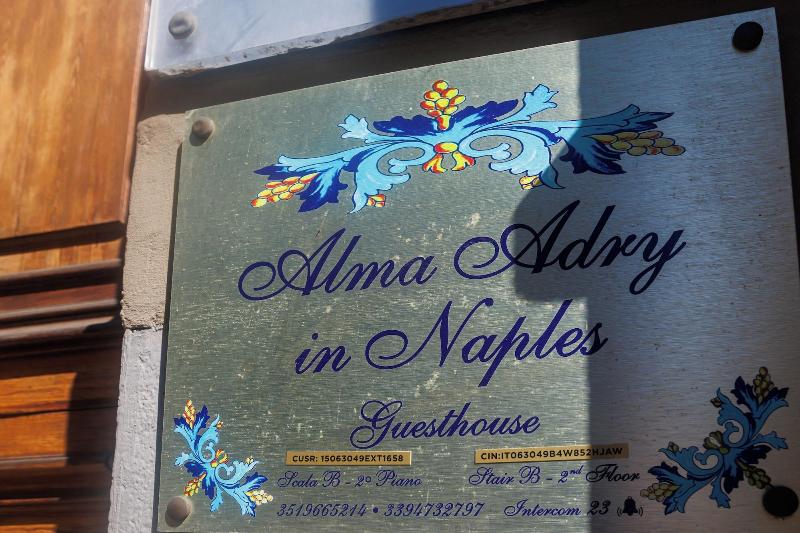 Alma Adry
in Naples
Guesthouse
CUSR: 15063049EXT1658 CIN:IT063049B4W852HJAW
Scala B - 2° Piano Stair B - 2nd Floor
3519665214 • 3394732797 Intercom 23